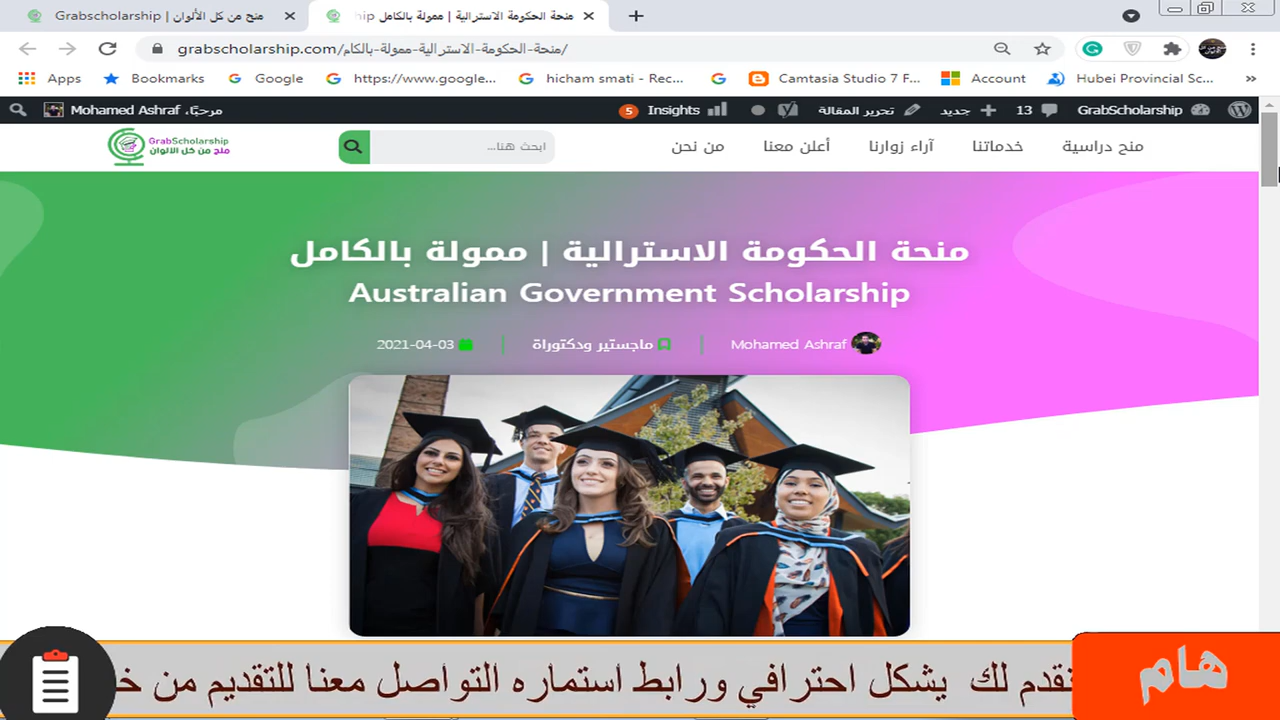 Grabscholarship | منح من كل الألوان
منحة الحكومة الاسترالية | ممولة بالكامل
grabscholarship.com/منحة-الحكومة-الاسترالية-ممولة-بالكام/
Apps Bookmarks Google https://www.google... hicham smati - Rec... Camtasia Studio 7 F... Account Hubei Provincial Sc... »
مرحبًا، Mohamed Ashraf
5 Insights تحرير المقالة جديد 13 GrabScholarship
GrabScholarship
منح من كل الألوان
ابحث هنا...
منح دراسية خدماتنا آراء زوارنا أعلن معنا من نحن
منحة الحكومة الاسترالية | ممولة بالكامل
Australian Government Scholarship
Mohamed Ashraf | ماجستير ودكتوراة | 2021-04-03
هام
نقدم لك يشكل احترافي ورابط استماره التواصل معنا للتقديم من